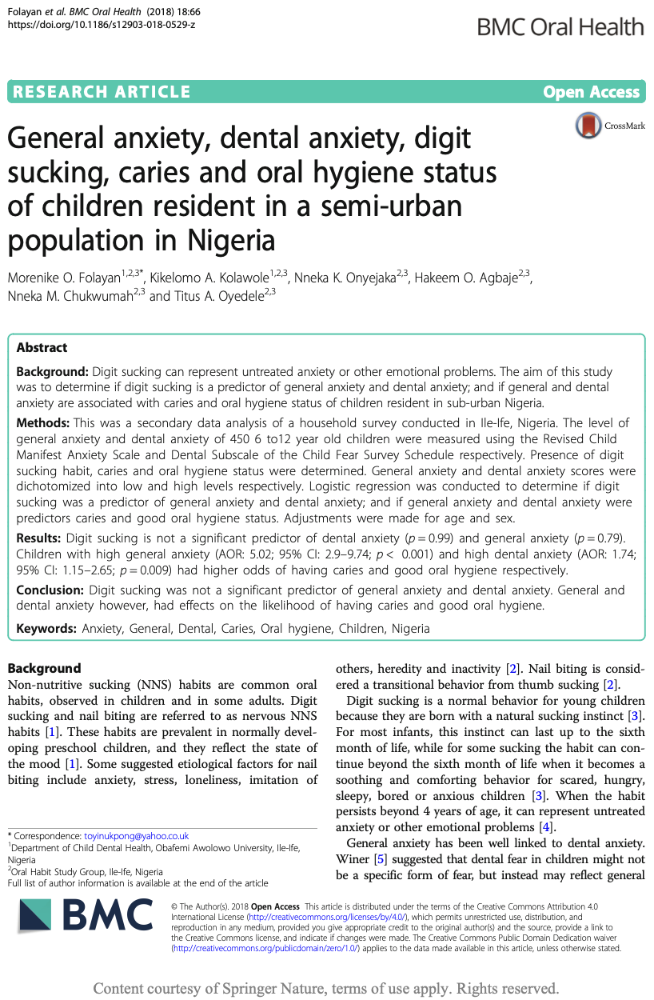 Folayan et al. BMC Oral Health (2018) 18:66
https://doi.org/10.1186/s12903-018-0529-z
BMC Oral Health
RESEARCH ARTICLE
Open Access
CrossMark
General anxiety, dental anxiety, digit
sucking, caries and oral hygiene status
of children resident in a semi-urban
population in Nigeria
Morenike O. Folayan1,2,3*, Kikelomo A. Kolawole1,2,3, Nneka K. Onyejaka2,3, Hakeem O. Agbaje2,3,
Nneka M. Chukwumah2,3 and Titus A. Oyedele2,3
Abstract
Background: Digit sucking can represent untreated anxiety or other emotional problems. The aim of this study
was to determine if digit sucking is a predictor of general anxiety and dental anxiety; and if general and dental
anxiety are associated with caries and oral hygiene status of children resident in sub-urban Nigeria.
Methods: This was a secondary data analysis of a household survey conducted in Ile-Ife, Nigeria. The level of
general anxiety and dental anxiety of 450 6 to12 year old children were measured using the Revised Child
Manifest Anxiety Scale and Dental Subscale of the Child Fear Survey Schedule respectively. Presence of digit
sucking habit, caries and oral hygiene status were determined. General anxiety and dental anxiety scores were
dichotomized into low and high levels respectively. Logistic regression was conducted to determine if digit
sucking was a predictor of general anxiety and dental anxiety; and if general anxiety and dental anxiety were
predictors caries and good oral hygiene status. Adjustments were made for age and sex.
Results: Digit sucking is not a significant predictor of dental anxiety (p = 0.99) and general anxiety (p = 0.79).
Children with high general anxiety (AOR: 5.02; 95% CI: 2.9–9.74; p < 0.001) and high dental anxiety (AOR: 1.74;
95% CI: 1.15–2.65; p = 0.009) had higher odds of having caries and good oral hygiene respectively.
Conclusion: Digit sucking was not a significant predictor of general anxiety and dental anxiety. General and
dental anxiety however, had effects on the likelihood of having caries and good oral hygiene.
Keywords: Anxiety, General, Dental, Caries, Oral hygiene, Children, Nigeria
Background
Non-nutritive sucking (NNS) habits are common oral
habits, observed in children and in some adults. Digit
sucking and nail biting are referred to as nervous NNS
habits [1]. These habits are prevalent in normally devel-
oping preschool children, and they reflect the state of
the mood [1]. Some suggested etiological factors for nail
biting include anxiety, stress, loneliness, imitation of
others, heredity and inactivity [2]. Nail biting is consid-
ered a transitional behavior from thumb sucking [2].
Digit sucking is a normal behavior for young children
because they are born with a natural sucking instinct [3].
For most infants, this instinct can last up to the sixth
month of life, while for some sucking the habit can con-
tinue beyond the sixth month of life when it becomes a
soothing and comforting behavior for scared, hungry,
sleepy, bored or anxious children [3]. When the habit
persists beyond 4 years of age, it can represent untreated
anxiety or other emotional problems [4].
General anxiety has been well linked to dental anxiety.
Winer [5] suggested that dental fear in children might not
be a specific form of fear, but instead may reflect general
* Correspondence: toyinukpong@yahoo.co.uk
1Department of Child Dental Health, Obafemi Awolowo University, Ile-Ife,
Nigeria
2Oral Habit Study Group, Ile-Ife, Nigeria
Full list of author information is available at the end of the article
BMC
© The Author(s). 2018 Open Access This article is distributed under the terms of the Creative Commons Attribution 4.0
International License (http://creativecommons.org/licenses/by/4.0/), which permits unrestricted use, distribution, and
reproduction in any medium, provided you give appropriate credit to the original author(s) and the source, provide a link to
the Creative Commons license, and indicate if changes were made. The Creative Commons Public Domain Dedication waiver
(http://creativecommons.org/publicdomain/zero/1.0/) applies to the data made available in this article, unless otherwise stated.
Content courtesy of Springer Nature, terms of use apply. Rights reserved.